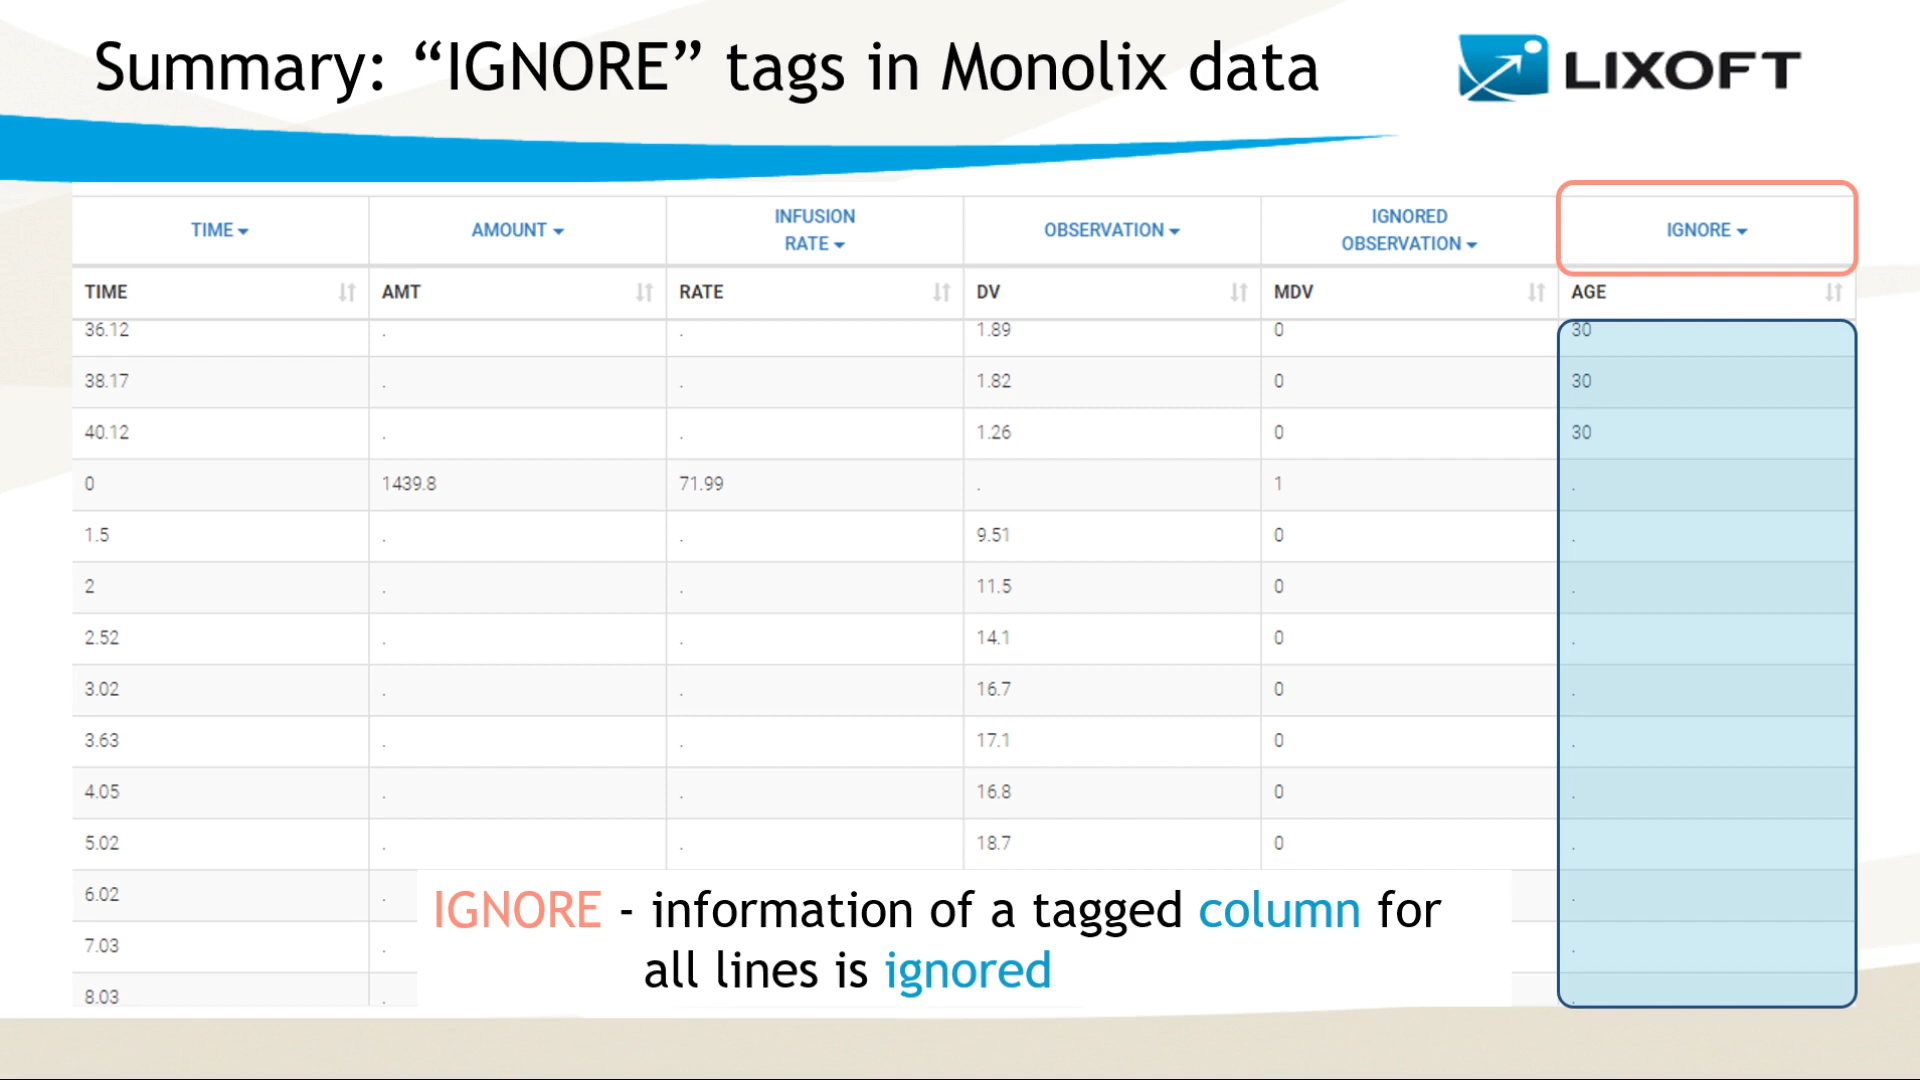 Summary: “IGNORE” tags in Monolix data
LIXOFT
TIME AMOUNT INFUSION RATE OBSERVATION IGNORED OBSERVATION IGNORE
TIME AMT RATE DV MDV AGE
36.12 . . 1.89 0 30
38.17 . . 1.82 0 30
40.12 . . 1.26 0 30
0 1439.8 71.99 . 1 .
1.5 . . 9.51 0 .
2 . . 11.5 0 .
2.52 . . 14.1 0 .
3.02 . . 16.7 0 .
3.63 . . 17.1 0 .
4.05 . . 16.8 0 .
5.02 . . 18.7 0 .
6.02 . .
7.03 . .
8.03 . .
IGNORE - information of a tagged column for
all lines is ignored